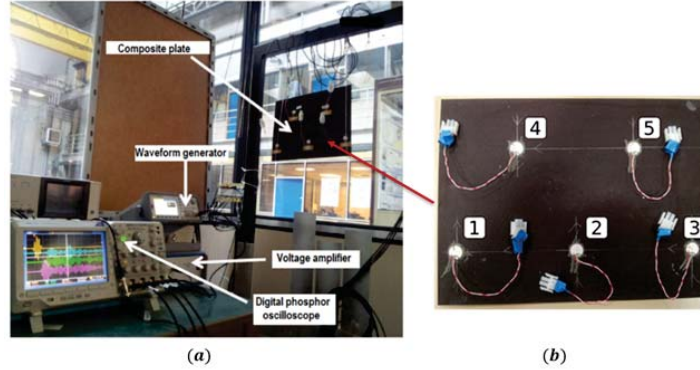 Composite plate
Waveform generator
Voltage amplifier
Digital phosphor
oscilloscope
4
5
1
2
3
(a)
(b)